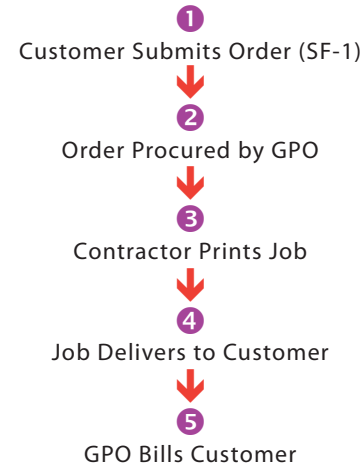 1
Customer Submits Order (SF-1)
2
Order Procured by GPO
3
Contractor Prints Job
4
Job Delivers to Customer
5
GPO Bills Customer